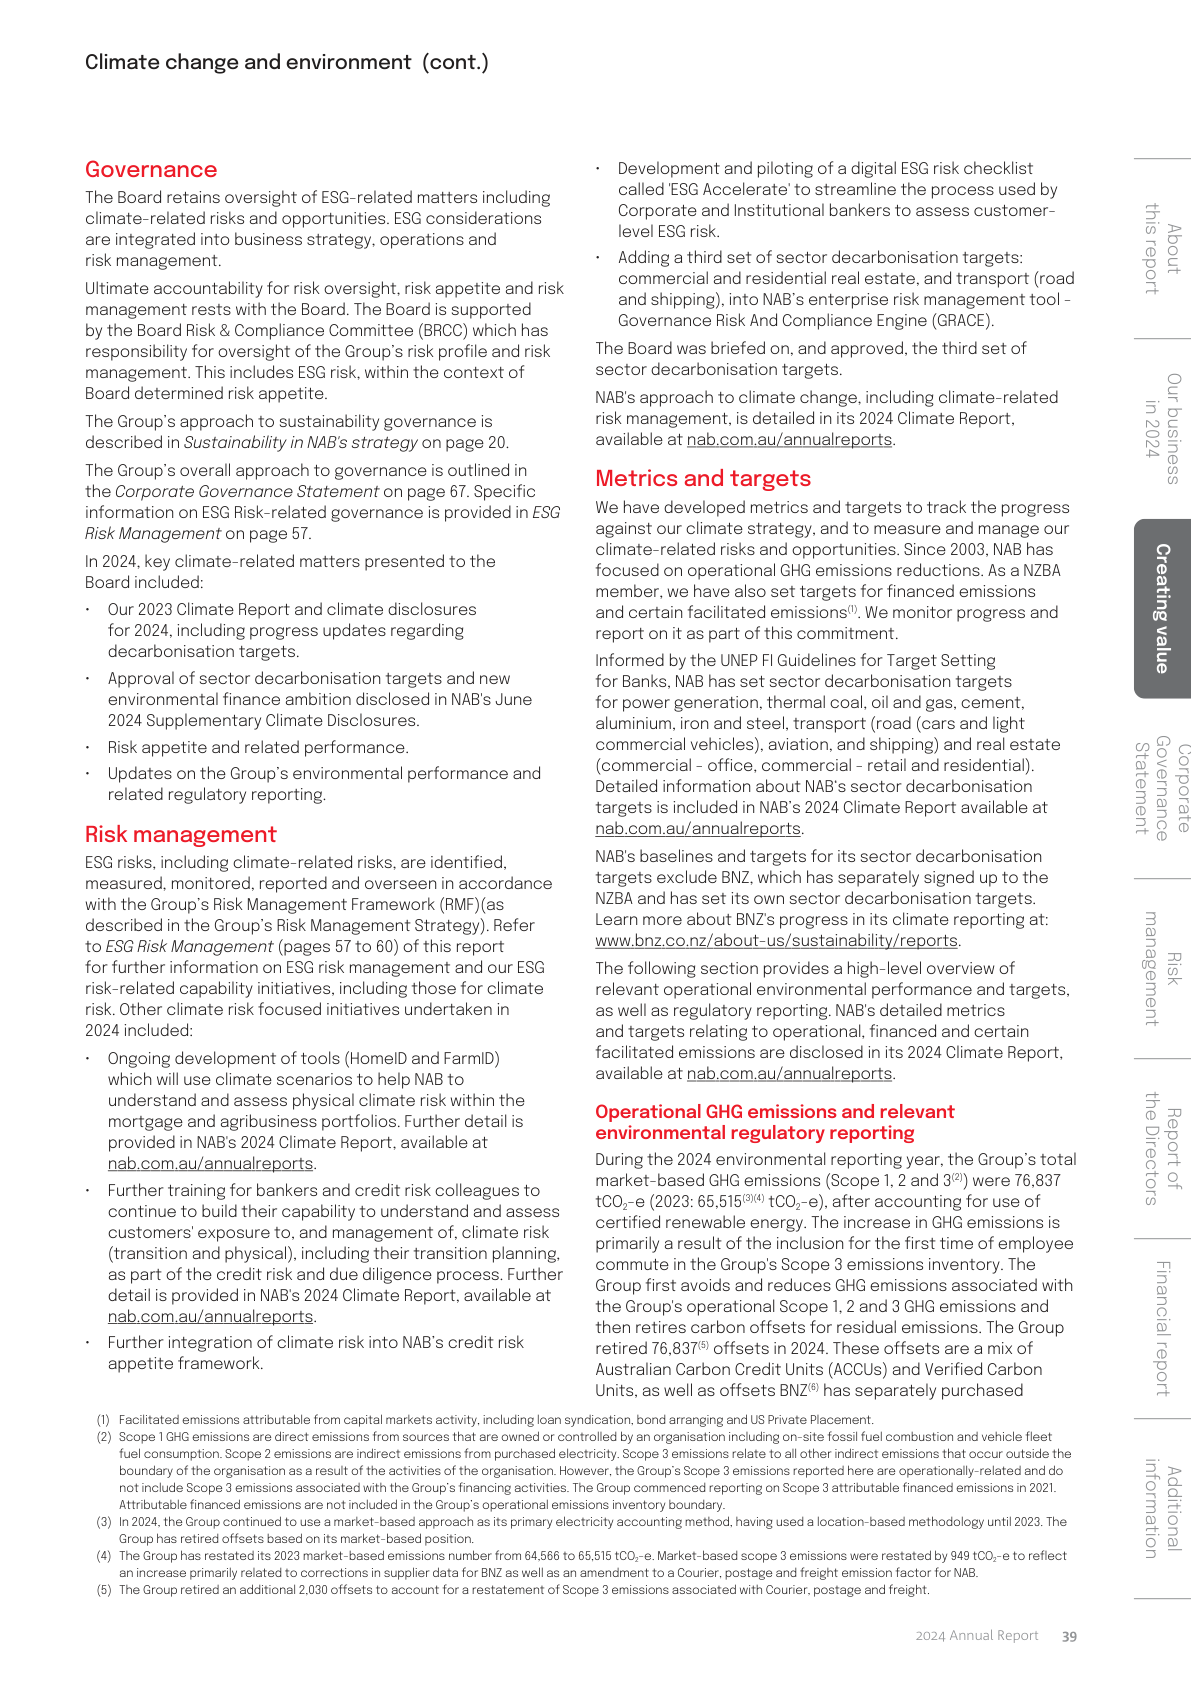 Climate change and environment (cont.)
Governance
The Board retains oversight of ESG-related matters including
climate-related risks and opportunities. ESG considerations
are integrated into business strategy, operations and
risk management.
Ultimate accountability for risk oversight, risk appetite and risk
management rests with the Board. The Board is supported
by the Board Risk & Compliance Committee (BRCC) which has
responsibility for oversight of the Group's risk profile and risk
management. This includes ESG risk, within the context of
Board determined risk appetite.
The Group's approach to sustainability governance is
described in Sustainability in NAB's strategy on page 20.
The Group's overall approach to governance is outlined in
the Corporate Governance Statement on page 67. Specific
information on ESG Risk-related governance is provided in ESG
Risk Management on page 57.
In 2024, key climate-related matters presented to the
Board included:
• Our 2023 Climate Report and climate disclosures
for 2024, including progress updates regarding
decarbonisation targets.
• Approval of sector decarbonisation targets and new
environmental finance ambition disclosed in NAB's June
2024 Supplementary Climate Disclosures.
• Risk appetite and related performance.
• Updates on the Group's environmental performance and
related regulatory reporting.
Risk management
ESG risks, including climate-related risks, are identified,
measured, monitored, reported and overseen in accordance
with the Group's Risk Management Framework (RMF)(as
described in the Group's Risk Management Strategy). Refer
to ESG Risk Management (pages 57 to 60) of this report
for further information on ESG risk management and our ESG
risk-related capability initiatives, including those for climate
risk. Other climate risk focused initiatives undertaken in
2024 included:
• Ongoing development of tools (HomeID and FarmID)
which will use climate scenarios to help NAB to
understand and assess physical climate risk within the
mortgage and agribusiness portfolios. Further detail is
provided in NAB's 2024 Climate Report, available at
nab.com.au/annualreports.
• Further training for bankers and credit risk colleagues to
continue to build their capability to understand and assess
customers' exposure to, and management of, climate risk
(transition and physical), including their transition planning,
as part of the credit risk and due diligence process. Further
detail is provided in NAB's 2024 Climate Report, available at
nab.com.au/annualreports.
• Further integration of climate risk into NAB's credit risk
appetite framework.
• Development and piloting of a digital ESG risk checklist
called 'ESG Accelerate' to streamline the process used by
Corporate and Institutional bankers to assess customer-
level ESG risk.
• Adding a third set of sector decarbonisation targets:
commercial and residential real estate, and transport (road
and shipping), into NAB's enterprise risk management tool -
Governance Risk And Compliance Engine (GRACE).
The Board was briefed on, and approved, the third set of
sector decarbonisation targets.
NAB's approach to climate change, including climate-related
risk management, is detailed in its 2024 Climate Report,
available at nab.com.au/annualreports.
Metrics and targets
We have developed metrics and targets to track the progress
against our climate strategy, and to measure and manage our
climate-related risks and opportunities. Since 2003, NAB has
focused on operational GHG emissions reductions. As a NZBA
member, we have also set targets for financed emissions
and certain facilitated emissions(1). We monitor progress and
report on it as part of this commitment.
Informed by the UNEP FI Guidelines for Target Setting
for Banks, NAB has set sector decarbonisation targets
for power generation, thermal coal, oil and gas, cement,
aluminium, iron and steel, transport (road (cars and light
commercial vehicles), aviation, and shipping) and real estate
(commercial - office, commercial - retail and residential).
Detailed information about NAB's sector decarbonisation
targets is included in NAB's 2024 Climate Report available at
nab.com.au/annualreports.
NAB's baselines and targets for its sector decarbonisation
targets exclude BNZ, which has separately signed up to the
NZBA and has set its own sector decarbonisation targets.
Learn more about BNZ's progress in its climate reporting at:
www.bnz.co.nz/about-us/sustainability/reports.
The following section provides a high-level overview of
relevant operational environmental performance and targets,
as well as regulatory reporting. NAB's detailed metrics
and targets relating to operational, financed and certain
facilitated emissions are disclosed in its 2024 Climate Report,
available at nab.com.au/annualreports.
Operational GHG emissions and relevant
environmental regulatory reporting
During the 2024 environmental reporting year, the Group's total
market-based GHG emissions (Scope 1, 2 and 3(2)) were 76,837
tCO2-e (2023: 65,515(3)(4) tCO2-e), after accounting for use of
certified renewable energy. The increase in GHG emissions is
primarily a result of the inclusion for the first time of employee
commute in the Group's Scope 3 emissions inventory. The
Group first avoids and reduces GHG emissions associated with
the Group's operational Scope 1, 2 and 3 GHG emissions and
then retires carbon offsets for residual emissions. The Group
retired 76,837(5) offsets in 2024. These offsets are a mix of
Australian Carbon Credit Units (ACCUs) and Verified Carbon
Units, as well as offsets BNZ(6) has separately purchased
(1) Facilitated emissions attributable from capital markets activity, including loan syndication, bond arranging and US Private Placement.
(2) Scope 1 GHG emissions are direct emissions from sources that are owned or controlled by an organisation including on-site fossil fuel combustion and vehicle fleet
fuel consumption. Scope 2 emissions are indirect emissions from purchased electricity. Scope 3 emissions relate to all other indirect emissions that occur outside the
boundary of the organisation as a result of the activities of the organisation. However, the Group's Scope 3 emissions reported here are operationally-related and do
not include Scope 3 emissions associated with the Group's financing activities. The Group commenced reporting on Scope 3 attributable financed emissions in 2021.
Attributable financed emissions are not included in the Group's operational emissions inventory boundary.
(3) In 2024, the Group continued to use a market-based approach as its primary electricity accounting method, having used a location-based methodology until 2023. The
Group has retired offsets based on its market-based position.
(4) The Group has restated its 2023 market-based emissions number from 64,566 to 65,515 tCO2-e. Market-based scope 3 emissions were restated by 949 tCO2-e to reflect
an increase primarily related to corrections in supplier data for BNZ as well as an amendment to a Courier, postage and freight emission factor for NAB.
(5) The Group retired an additional 2,030 offsets to account for a restatement of Scope 3 emissions associated with Courier, postage and freight.
2024 Annual Report 39
About
this report
Our business
in 2024
Creating value
Corporate
Governance
Statement
Risk
management
Report of
the Directors
Financial report
Additional
information